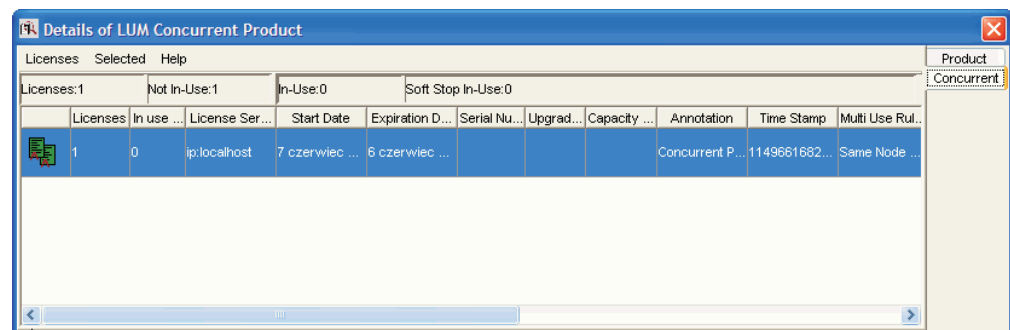 Details of LUM Concurrent Product
Licenses Selected Help
Product
Concurrent
Licenses:1 Not In-Use:1 In-Use:0 Soft Stop In-Use:0
Licenses In use ... License Ser... Start Date Expiration D... Serial Nu... Upgrad... Capacity ... Annotation Time Stamp Multi Use Rul...
1 0 ip:localhost 7 czerwiec ... 6 czerwiec ... Concurrent P... 1149661682... Same Node ...